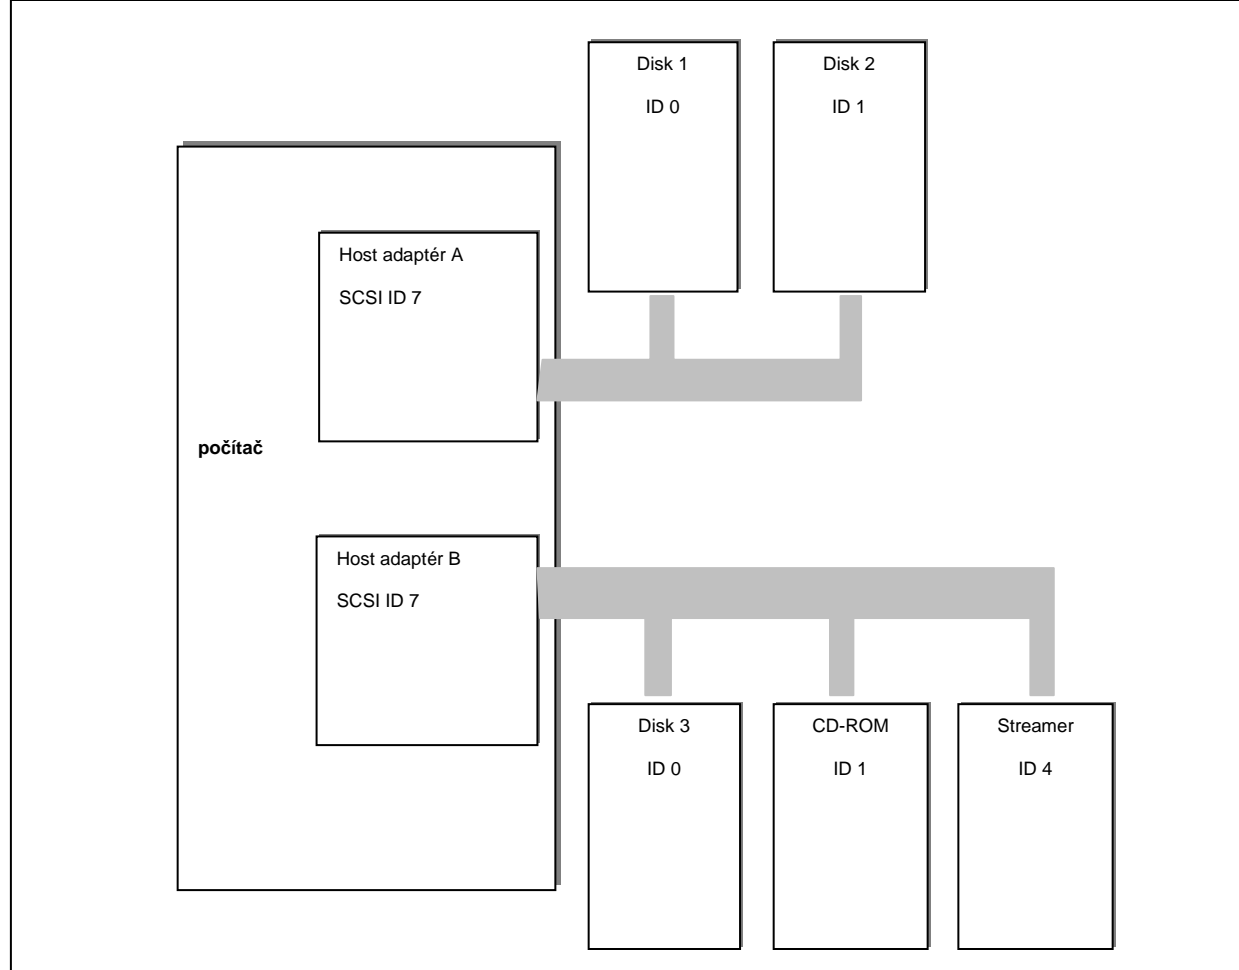 Disk 1
ID 0
Disk 2
ID 1
Host adaptér A
SCSI ID 7
počítač
Host adaptér B
SCSI ID 7
Disk 3
ID 0
CD-ROM
ID 1
Streamer
ID 4